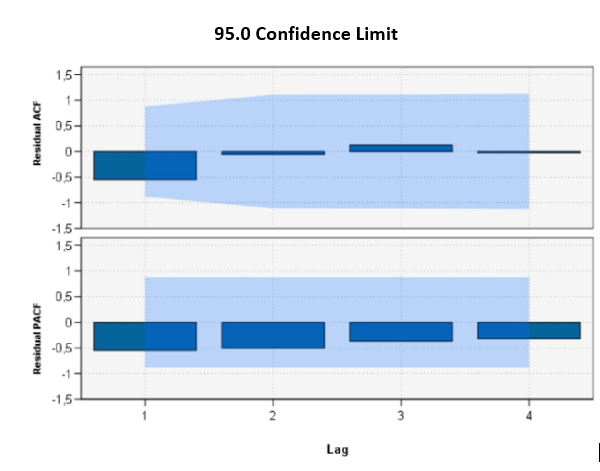 95.0 Confidence Limit
Residual ACF
1,5
1
0,5
0
-0,5
-1
-1,5
Residual PACF
1,5
1
0,5
0
-0,5
-1
-1,5
1 2 3 4
Lag